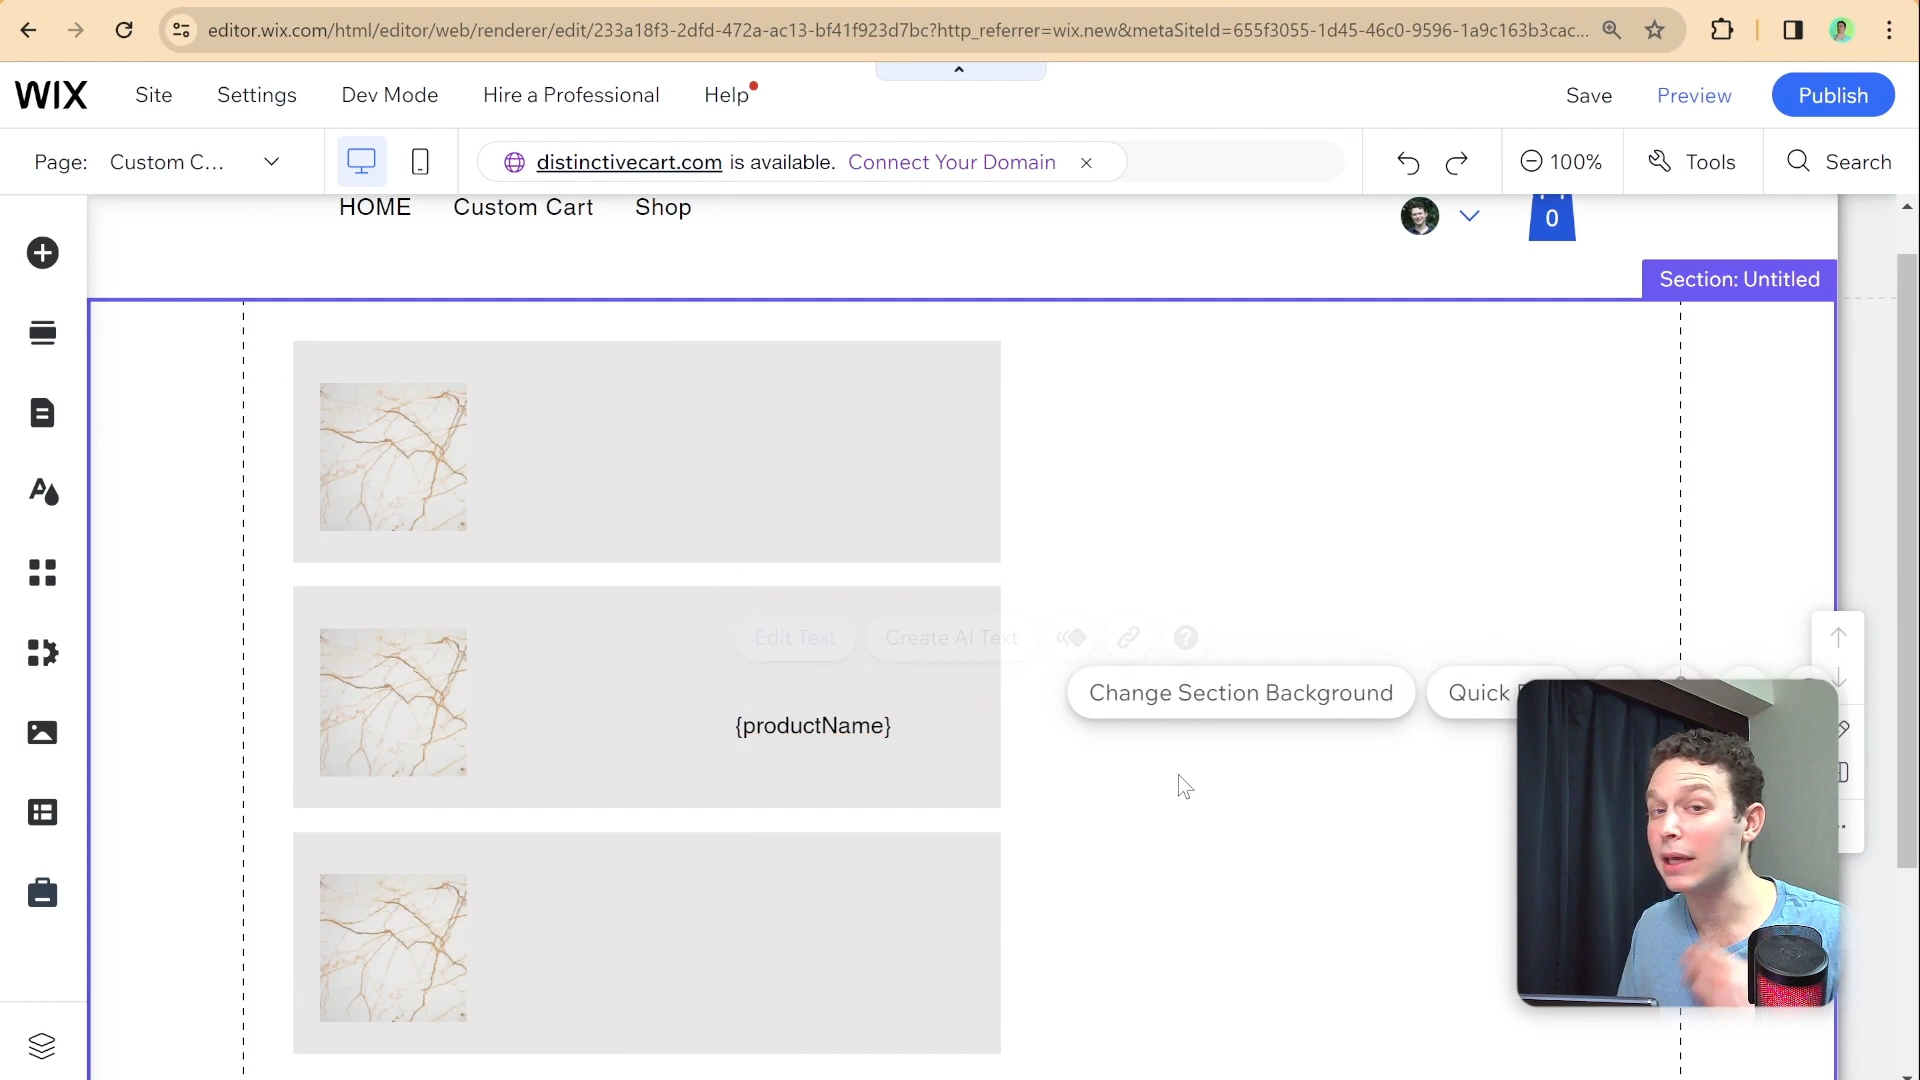 editor.wix.com/html/editor/web/renderer/edit/233a18f3-2dfd-472a-ac13-bf41f923d7bc?http_referrer=wix.new&metaSiteId=655f3055-1d45-46c0-9596-1a9c163b3cac...
WIX Site Settings Dev Mode Hire a Professional Help Save Preview Publish
Page: Custom C... distinctivecart.com is available. Connect Your Domain 100% Tools Search
HOME Custom Cart Shop 0
Section: Untitled
Edit Text Create AI Text ?
Change Section Background Quick
{productName}